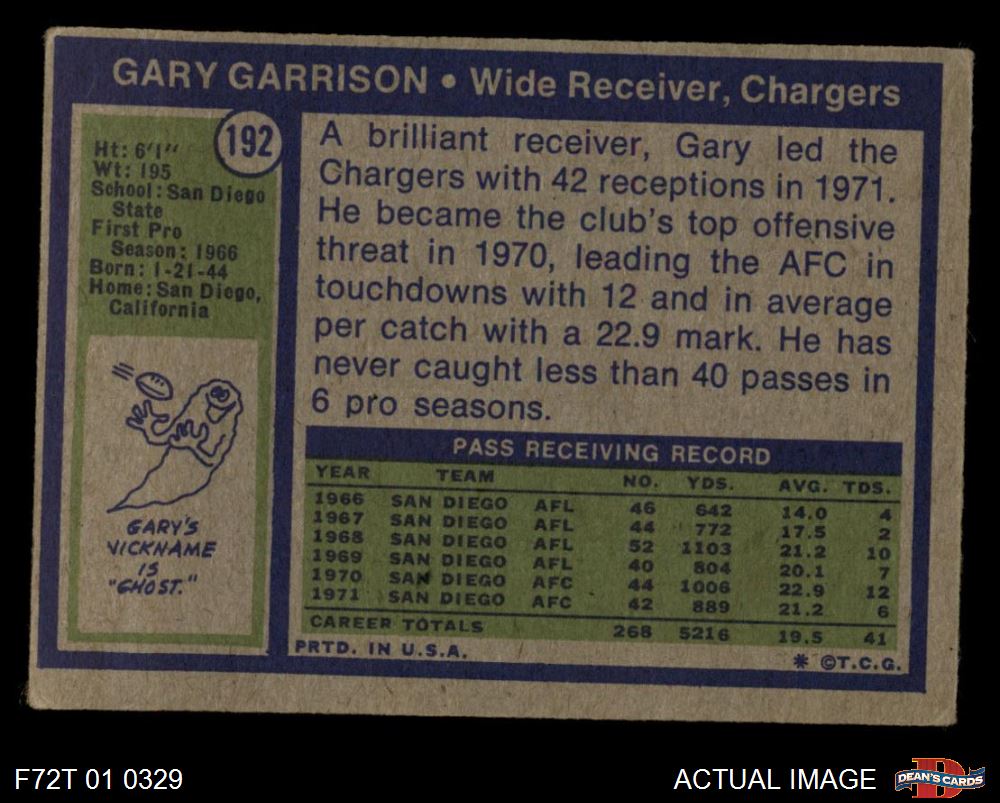 GARY GARRISON • Wide Receiver, Chargers
192
Ht: 6'1"
Wt: 195
School: San Diego
State
First Pro
Season: 1966
Born: 1-21-44
Home: San Diego,
California
GARY'S
NICKNAME
IS
"GHOST."
A brilliant receiver, Gary led the
Chargers with 42 receptions in 1971.
He became the club's top offensive
threat in 1970, leading the AFC in
touchdowns with 12 and in average
per catch with a 22.9 mark. He has
never caught less than 40 passes in
6 pro seasons.
PASS RECEIVING RECORD
YEAR TEAM NO. YDS. AVG. TDS.
1966 SAN DIEGO AFL 46 642 14.0 4
1967 SAN DIEGO AFL 44 772 17.5 2
1968 SAN DIEGO AFL 52 1103 21.2 10
1969 SAN DIEGO AFL 40 804 20.1 7
1970 SAN DIEGO AFC 44 1006 22.9 12
1971 SAN DIEGO AFC 42 889 21.2 6
CAREER TOTALS 268 5216 19.5 41
PRTD. IN U.S.A. * ©T.C.G.
F72T 01 0329
ACTUAL IMAGE
DEAN'S CARDS